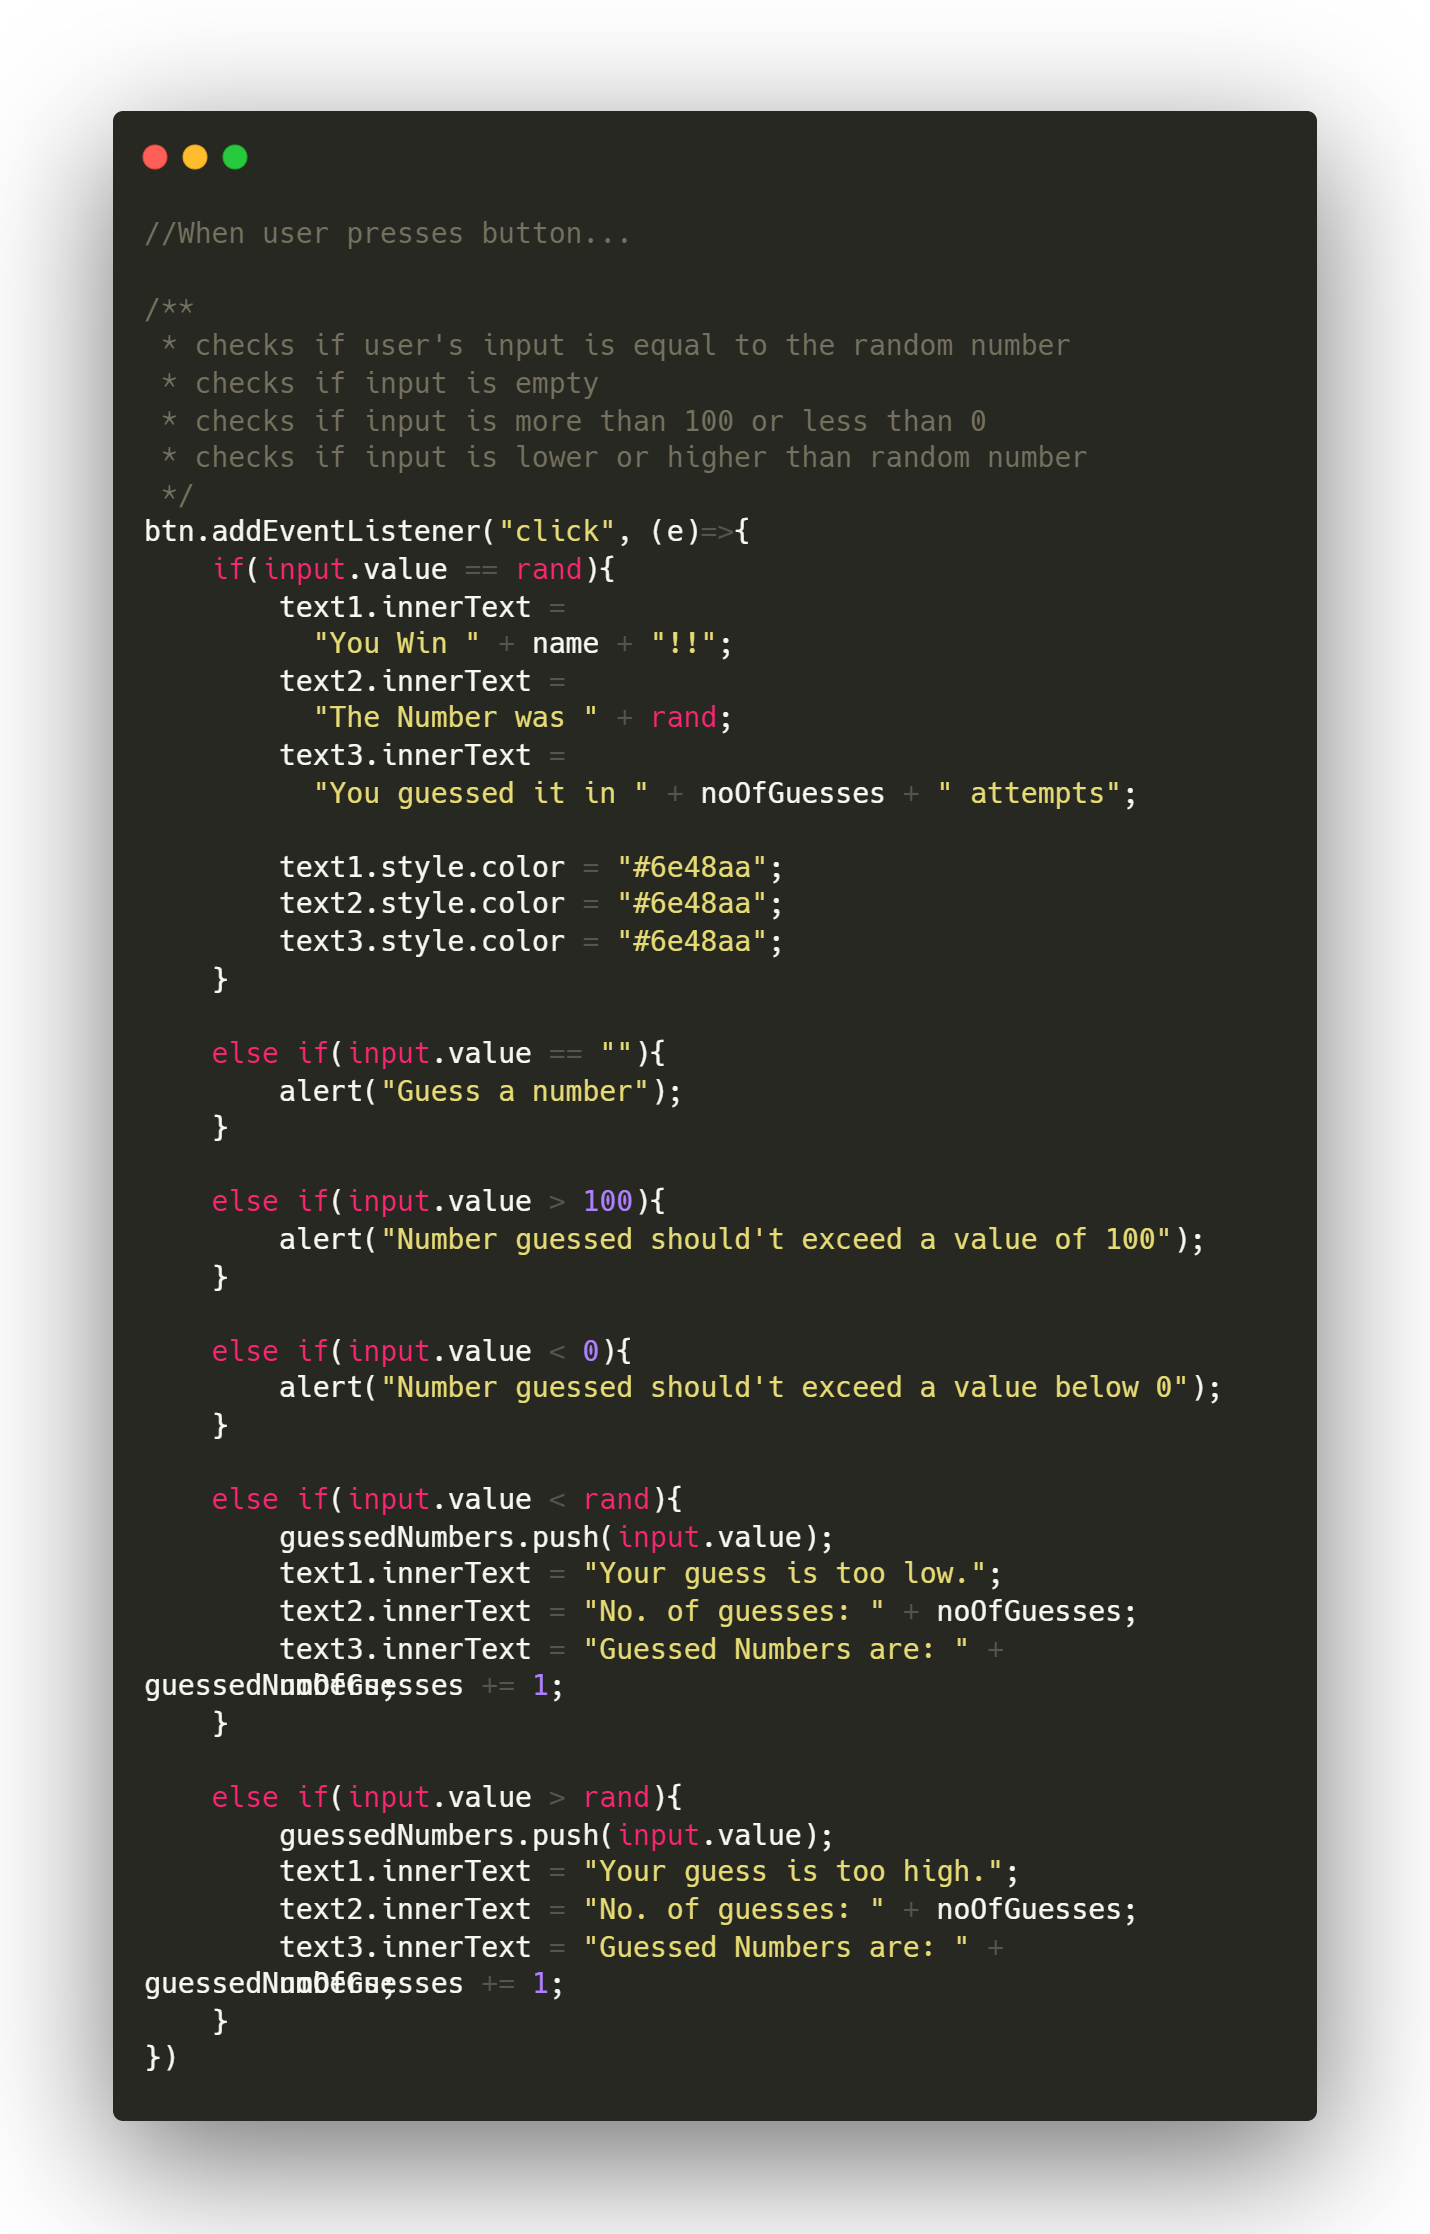 //When user presses button...
/**
 * checks if user's input is equal to the random number
 * checks if input is empty
 * checks if input is more than 100 or less than 0
 * checks if input is lower or higher than random number
 */
btn.addEventListener("click", (e)=>{
    if(input.value == rand){
        text1.innerText =
          "You Win " + name + "!!";
        text2.innerText =
          "The Number was " + rand;
        text3.innerText =
          "You guessed it in " + noOfGuesses + " attempts";
        text1.style.color = "#6e48aa";
        text2.style.color = "#6e48aa";
        text3.style.color = "#6e48aa";
    }
    else if(input.value == ""){
        alert("Guess a number");
    }
    else if(input.value > 100){
        alert("Number guessed should't exceed a value of 100");
    }
    else if(input.value < 0){
        alert("Number guessed should't exceed a value below 0");
    }
    else if(input.value < rand){
        guessedNumbers.push(input.value);
        text1.innerText = "Your guess is too low.";
        text2.innerText = "No. of guesses: " + noOfGuesses;
        text3.innerText = "Guessed Numbers are: " +
guessedNumbers;
        noOfGuesses += 1;
    }
    else if(input.value > rand){
        guessedNumbers.push(input.value);
        text1.innerText = "Your guess is too high.";
        text2.innerText = "No. of guesses: " + noOfGuesses;
        text3.innerText = "Guessed Numbers are: " +
guessedNumbers;
        noOfGuesses += 1;
    }
})